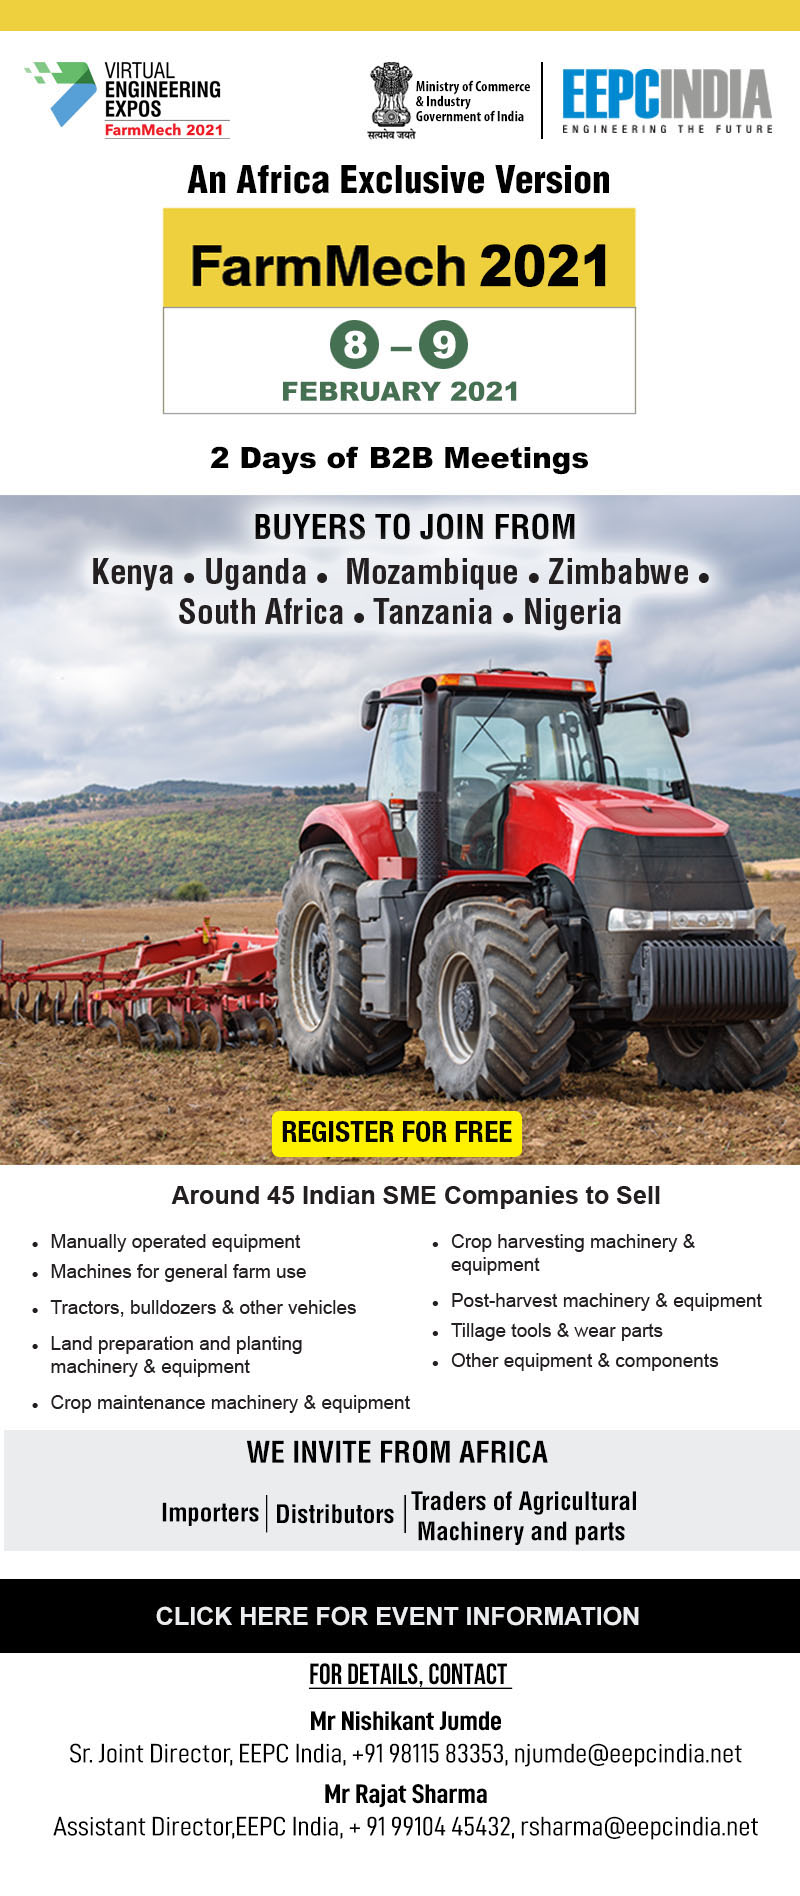 VIRTUAL
ENGINEERING
EXPOS
FarmMech 2021
सत्यमेव जयते
Ministry of Commerce
& Industry
Government of India
EEPCINDIA
ENGINEERING THE FUTURE
An Africa Exclusive Version
FarmMech 2021
8 – 9
FEBRUARY 2021
2 Days of B2B Meetings
BUYERS TO JOIN FROM
Kenya • Uganda • Mozambique • Zimbabwe •
South Africa • Tanzania • Nigeria
REGISTER FOR FREE
Around 45 Indian SME Companies to Sell
• Manually operated equipment
• Machines for general farm use
• Tractors, bulldozers & other vehicles
• Land preparation and planting
machinery & equipment
• Crop maintenance machinery & equipment
• Crop harvesting machinery &
equipment
• Post-harvest machinery & equipment
• Tillage tools & wear parts
• Other equipment & components
WE INVITE FROM AFRICA
Importers | Distributors | Traders of Agricultural
Machinery and parts
CLICK HERE FOR EVENT INFORMATION
FOR DETAILS, CONTACT
Mr Nishikant Jumde
Sr. Joint Director, EEPC India, +91 98115 83353, njumde@eepcindia.net
Mr Rajat Sharma
Assistant Director,EEPC India, + 91 99104 45432, rsharma@eepcindia.net